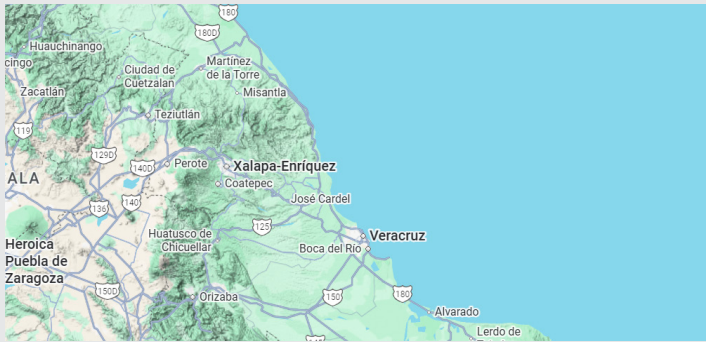 180
180D
Huauchinango
cingo
Martínez
de la Torre
Ciudad de
Cuetzalan
Zacatlán
Misantla
Teziutlán
119
129D
140D
Perote
Xalapa-Enríquez
ALA
Coatepec
140
136
José Cardel
125
Huatusco de
Chicuellar
Veracruz
Boca del Río
Heroica
Puebla de
Zaragoza
150D
Orizaba
150
180
Alvarado
Lerdo de